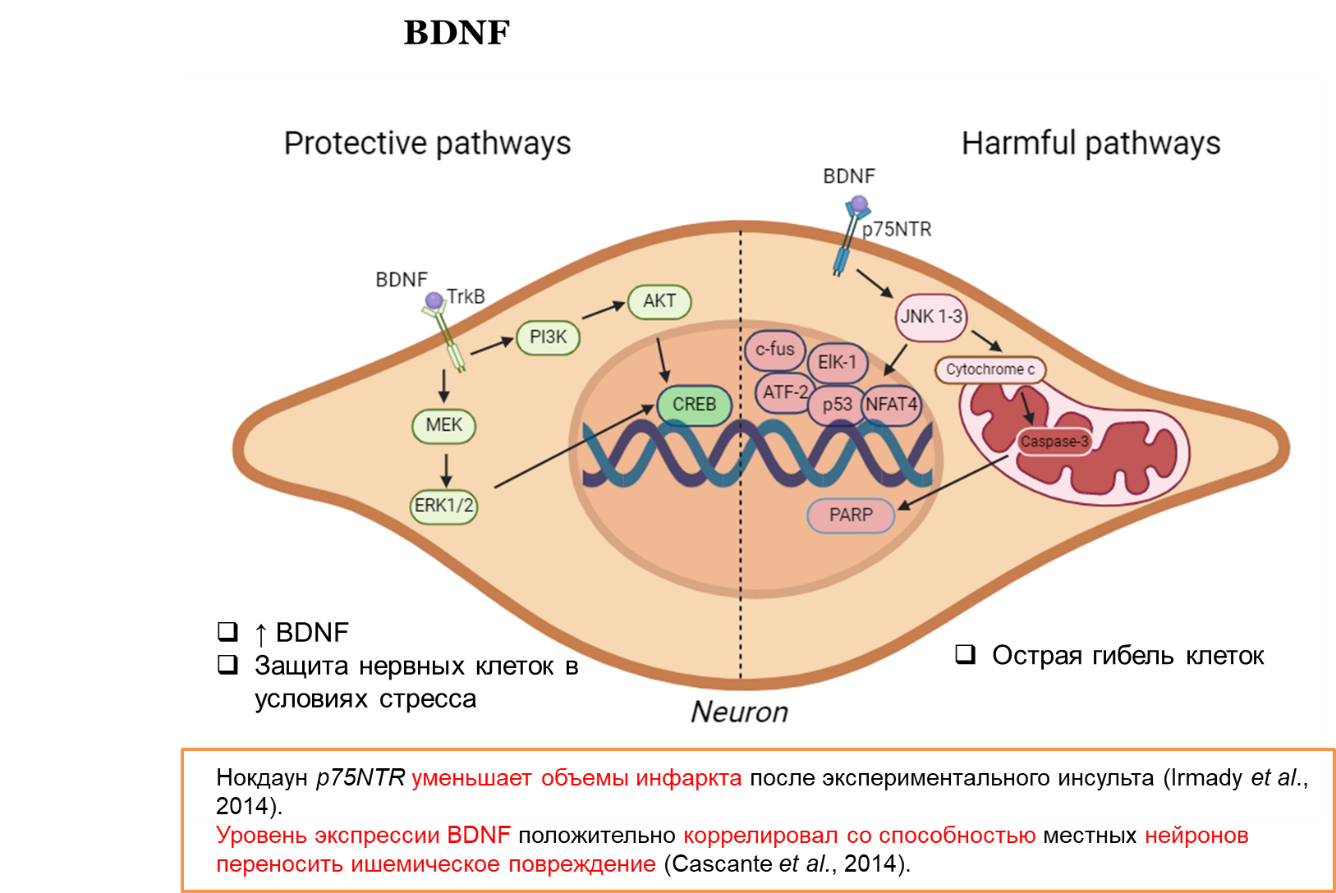 BDNF
Protective pathways
Harmful pathways
BDNF
p75NTR
BDNF
TrkB
AKT
PI3K
JNK 1-3
c-fus
ElK-1
Cytochrome c
ATF-2
p53
NFAT4
CREB
MEK
Caspase-3
ERK1/2
PARP
↑ BDNF
Защита нервных клеток в
условиях стресса
Острая гибель клеток
Neuron
Нокдаун p75NTR уменьшает объемы инфаркта после экспериментального инсульта (Irmady et al.,
2014).
Уровень экспрессии BDNF положительно коррелировал со способностью местных нейронов
переносить ишемическое повреждение (Cascante et al., 2014).